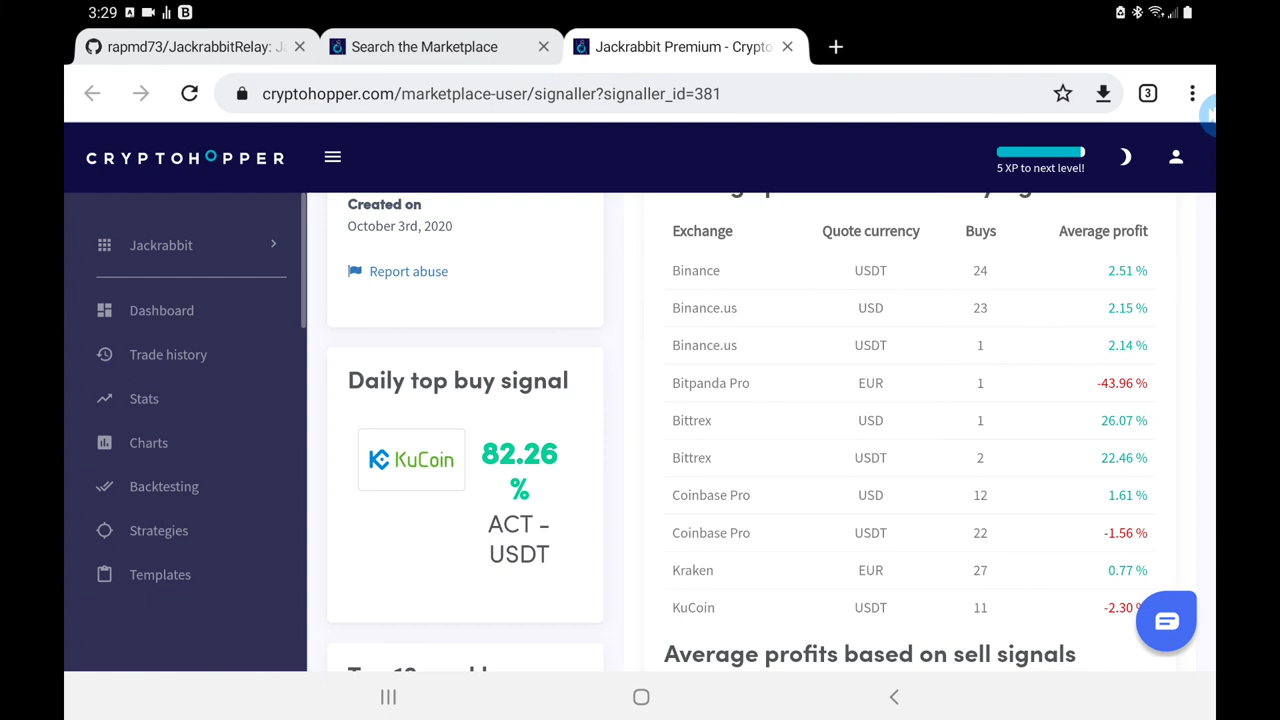 3:29
rapmd73/JackrabbitRelay: J
Search the Marketplace
Jackrabbit Premium - Crypto
cryptohopper.com/marketplace-user/signaller?signaller_id=381
3
CRYPTOHOPPER
5 XP to next level!
Jackrabbit
Dashboard
Trade history
Stats
Charts
Backtesting
Strategies
Templates
Created on
October 3rd, 2020
Report abuse
Daily top buy signal
KuCoin
82.26
%
ACT -
USDT
Exchange Quote currency Buys Average profit
Binance USDT 24 2.51 %
Binance.us USD 23 2.15 %
Binance.us USDT 1 2.14 %
Bitpanda Pro EUR 1 -43.96 %
Bittrex USD 1 26.07 %
Bittrex USDT 2 22.46 %
Coinbase Pro USD 12 1.61 %
Coinbase Pro USDT 22 -1.56 %
Kraken EUR 27 0.77 %
KuCoin USDT 11 -2.30
Average profits based on sell signals